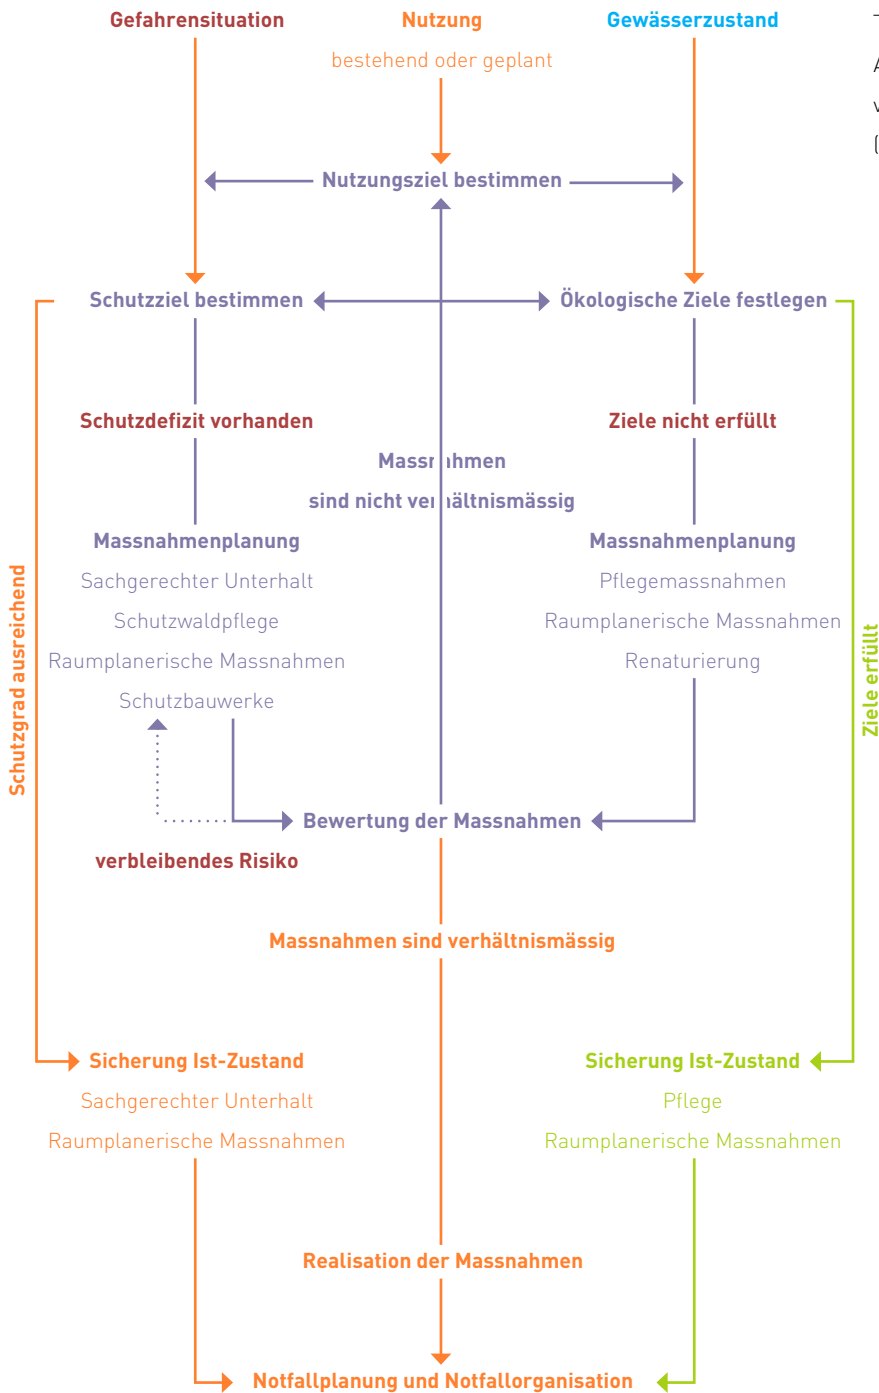 Gefahrensituation
Nutzung
Gewässerzustand
bestehend oder geplant
Nutzungsziel bestimmen
Schutzziel bestimmen
Ökologische Ziele festlegen
Schutzdefizit vorhanden
Ziele nicht erfüllt
Massnahmen
sind nicht verhältnismässig
Massnahmenplanung
Sachgerechter Unterhalt
Schutzwaldpflege
Raumplanerische Massnahmen
Schutzbauwerke
Massnahmenplanung
Pflegemassnahmen
Raumplanerische Massnahmen
Renaturierung
Schutzgrad ausreichend
Ziele erfüllt
Bewertung der Massnahmen
verbleibendes Risiko
Massnahmen sind verhältnismässig
Sicherung Ist-Zustand
Sachgerechter Unterhalt
Raumplanerische Massnahmen
Sicherung Ist-Zustand
Pflege
Raumplanerische Massnahmen
Realisation der Massnahmen
Notfallplanung und Notfallorganisation